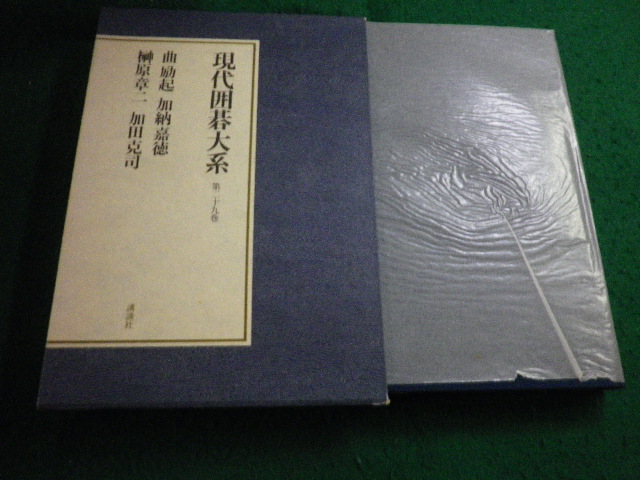 現代囲碁大系
第二十九巻
曲励起 加納嘉徳
榊原章二 加田克司
講談社